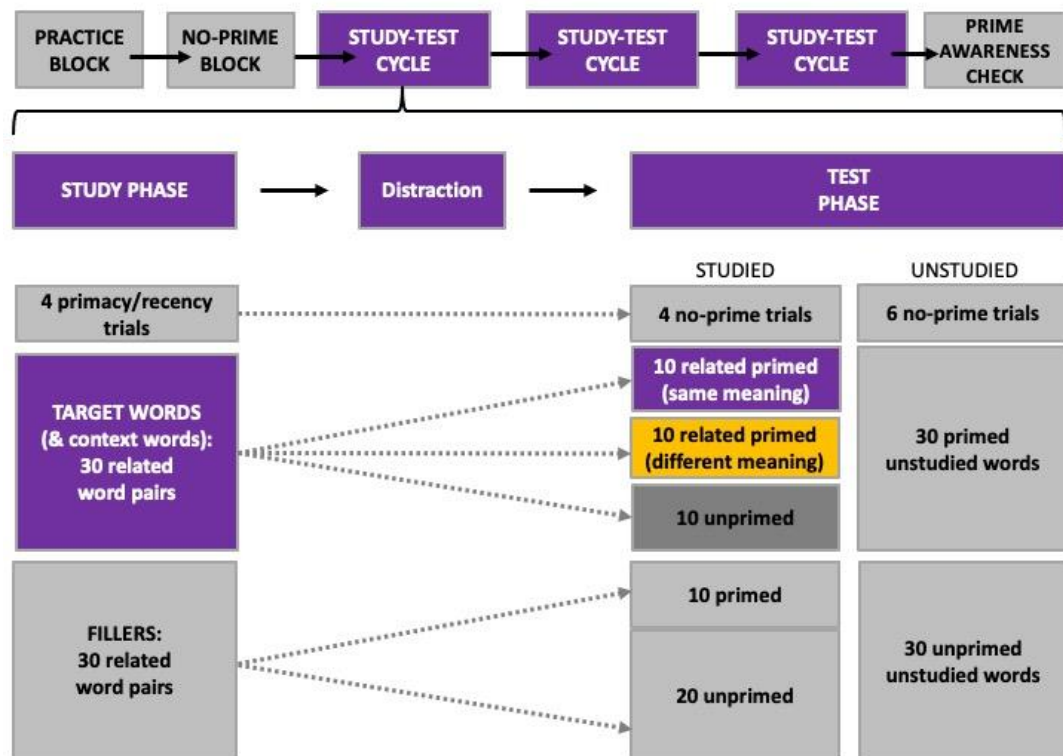 PRACTICE
BLOCK
NO-PRIME
BLOCK
STUDY-TEST
CYCLE
STUDY-TEST
CYCLE
STUDY-TEST
CYCLE
PRIME
AWARENESS
CHECK
STUDY PHASE
Distraction
TEST
PHASE
STUDIED
UNSTUDIED
4 primacy/recency
trials
4 no-prime trials
6 no-prime trials
TARGET WORDS
(& context words):
30 related
word pairs
10 related primed
(same meaning)
10 related primed
(different meaning)
10 unprimed
30 primed
unstudied words
FILLERS:
30 related
word pairs
10 primed
20 unprimed
30 unprimed
unstudied words